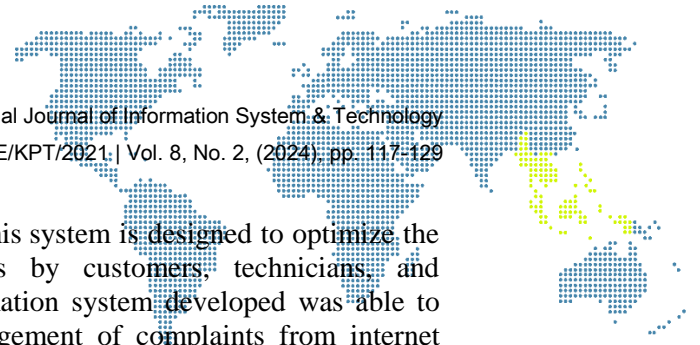 al Journal of Information System & Technology
E/KPT/2021 | Vol. 8, No. 2, (2024), pp. 117-129
his system is designed to optimize the
s by customers, technicians, and
ation system developed was able to
gement of complaints from internet